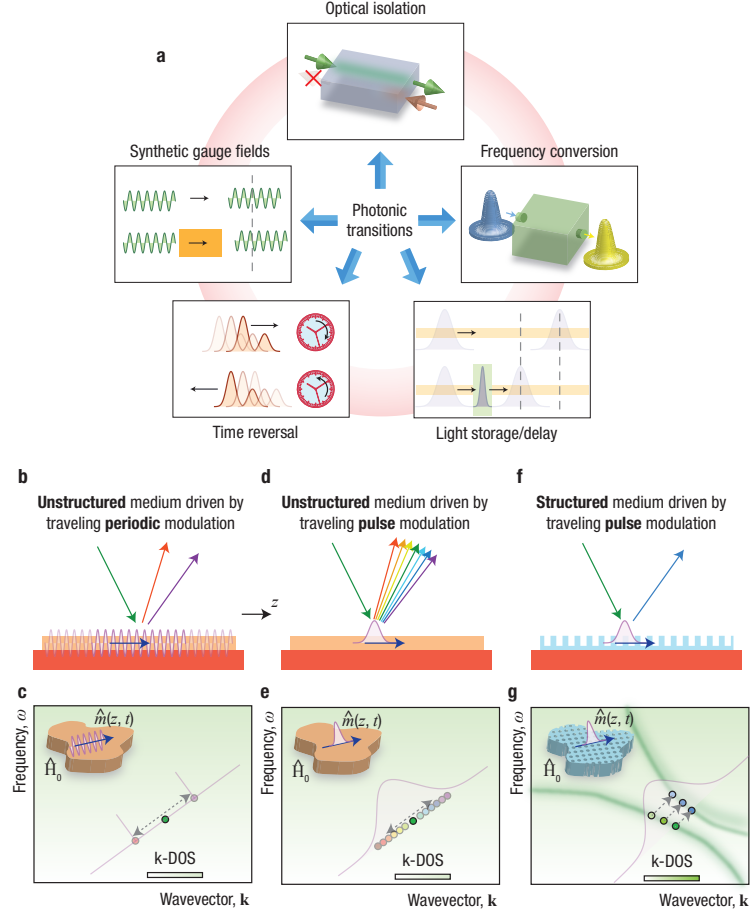 Optical isolation
a
Synthetic gauge fields
Frequency conversion
Photonic
transitions
Time reversal
Light storage/delay
b
Unstructured medium driven by
traveling periodic modulation
d
Unstructured medium driven by
traveling pulse modulation
f
Structured medium driven by
traveling pulse modulation
z
c
Frequency, ω
m̂(z, t)
Ĥ₀
k-DOS
Wavevector, k
e
Frequency, ω
m̂(z, t)
Ĥ₀
k-DOS
Wavevector, k
g
Frequency, ω
m̂(z, t)
Ĥ₀
k-DOS
Wavevector, k